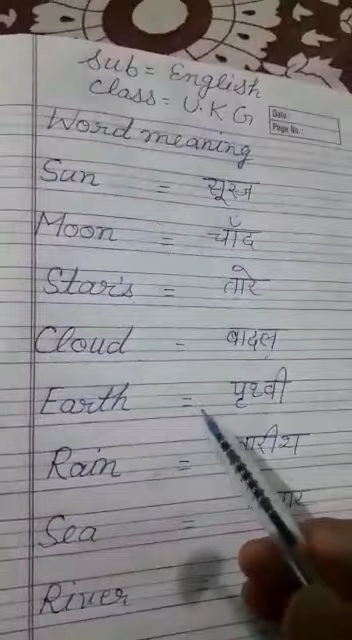 Sub = English
Class = U.K.G
Date:
Page No.:
Word meaning
Sun = सूरज
Moon = चाँद
Star's = तारे
Cloud - बादल
Earth = पृथ्वी
Rain =
Sea =
River